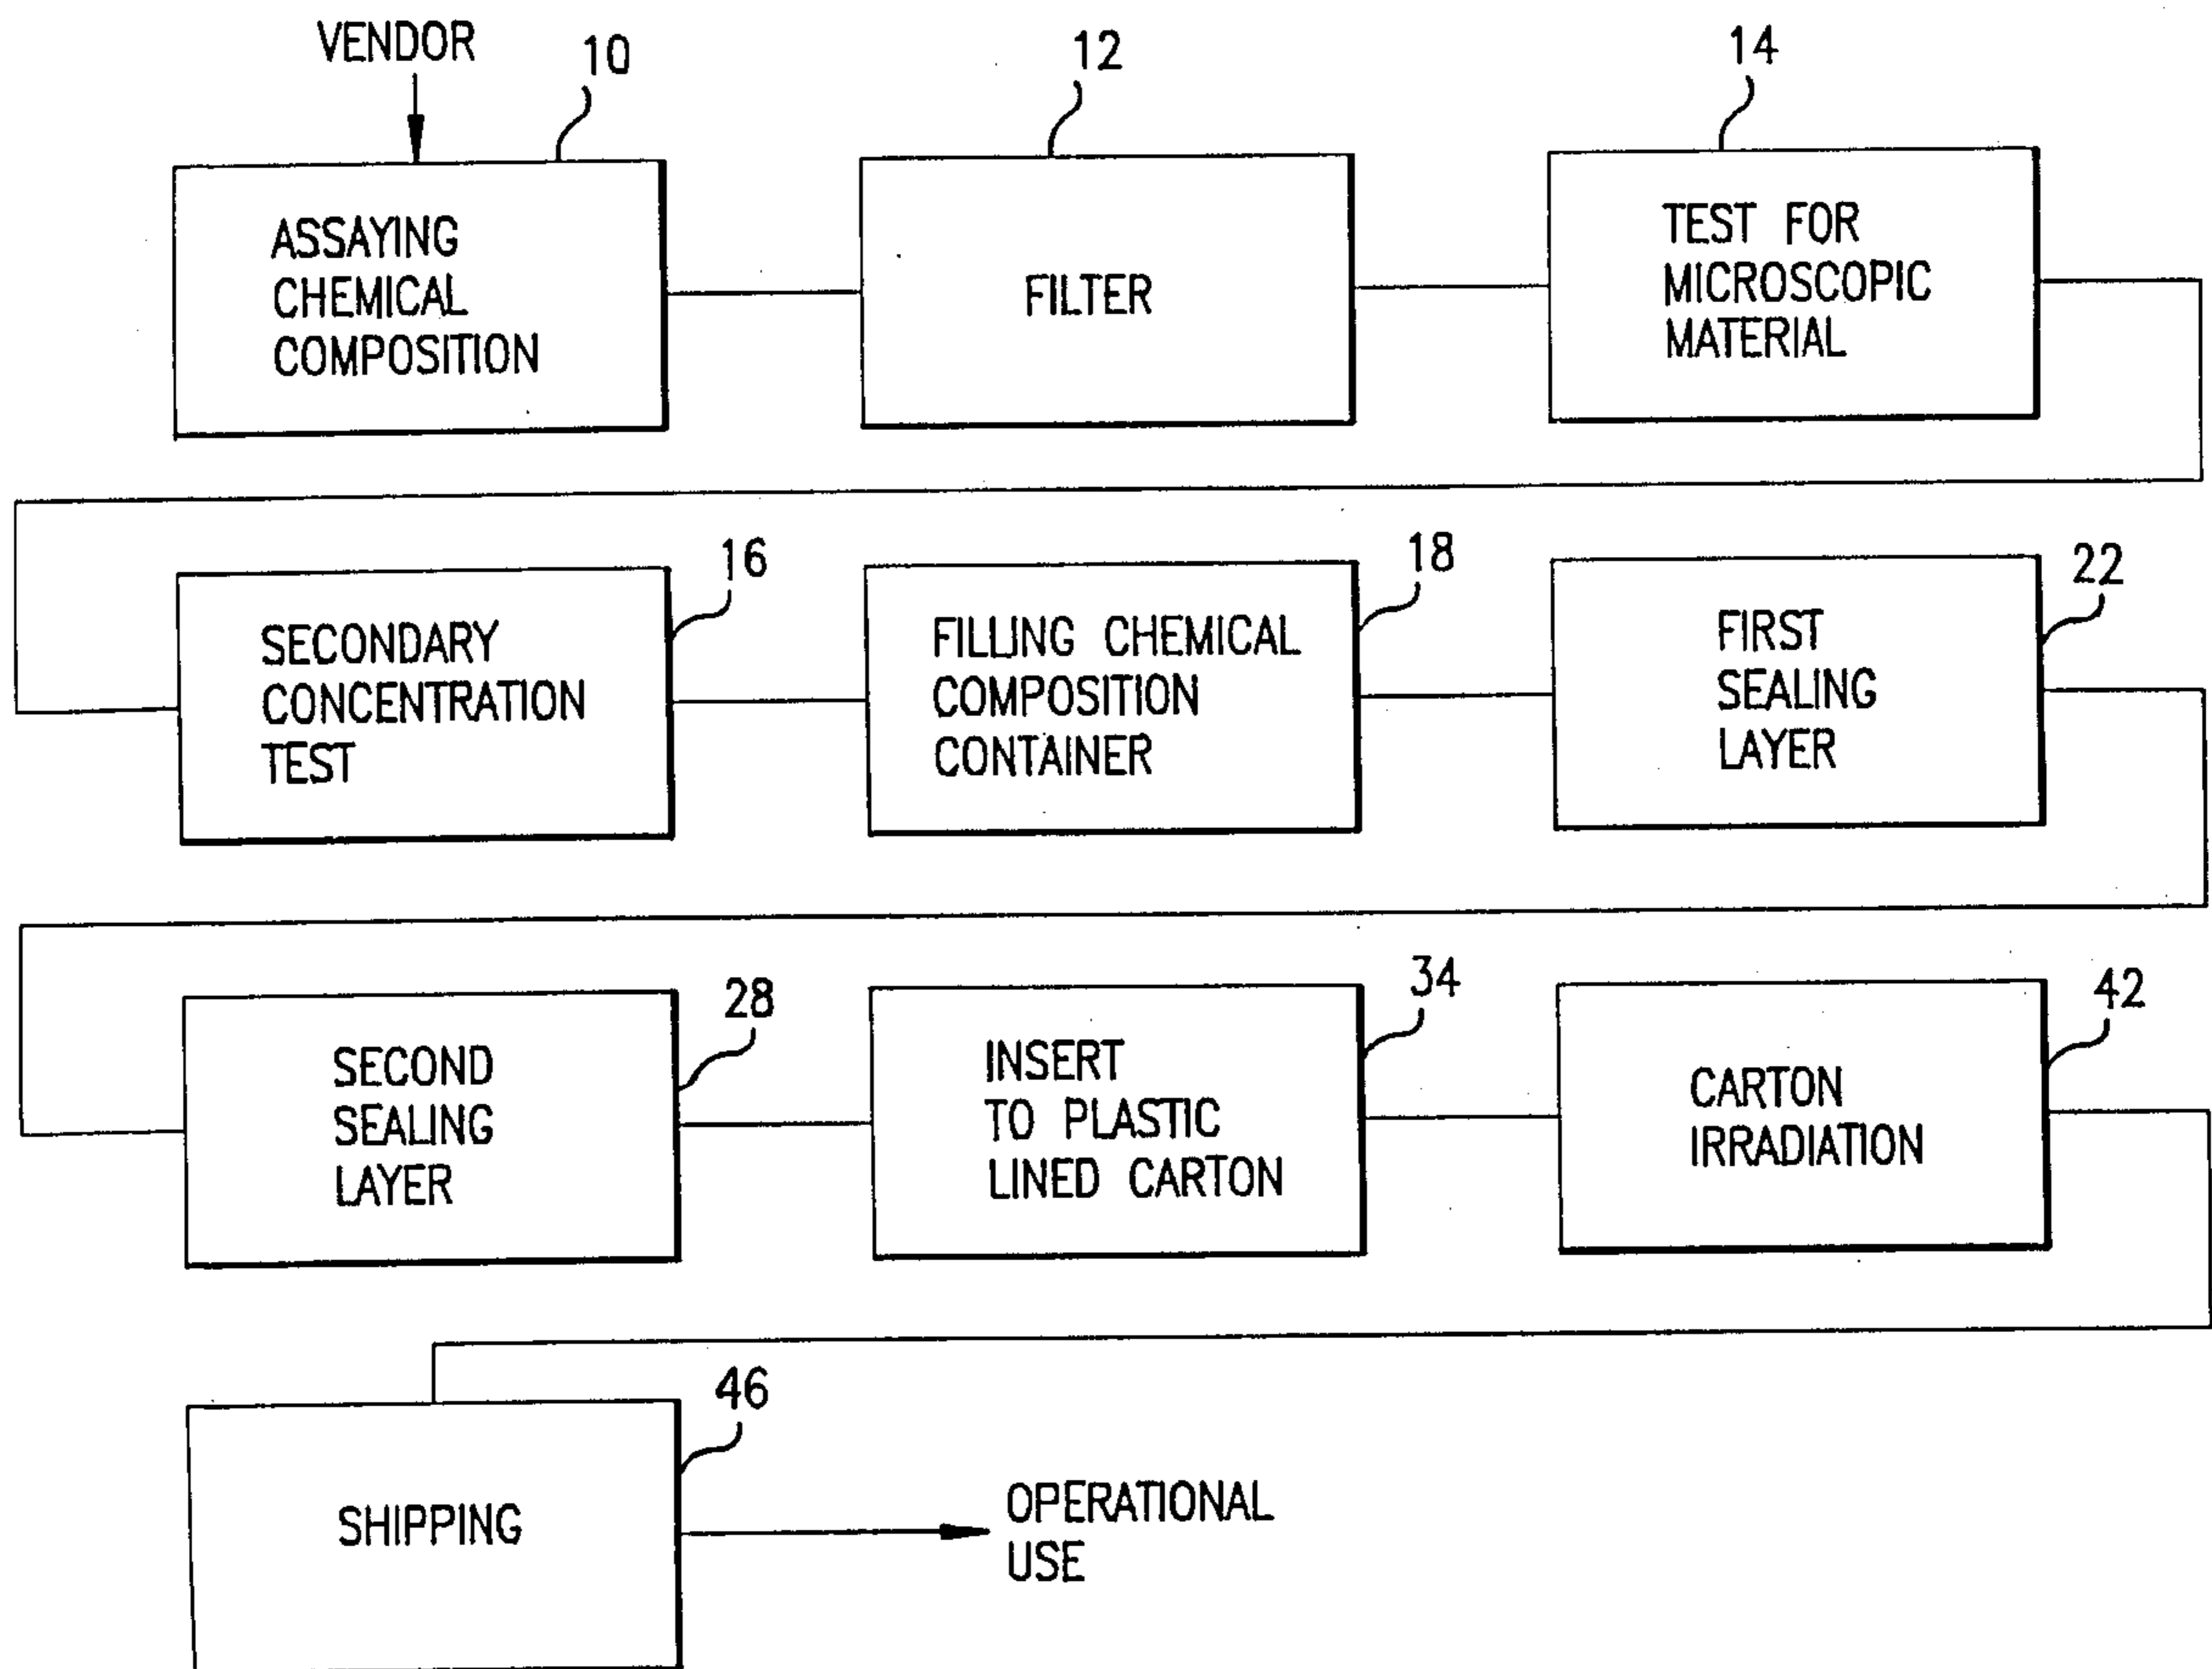 VENDOR
10
12
14
ASSAYING
CHEMICAL
COMPOSITION
FILTER
TEST FOR
MICROSCOPIC
MATERIAL
16
18
22
SECONDARY
CONCENTRATION
TEST
FILLING CHEMICAL
COMPOSITION
CONTAINER
FIRST
SEALING
LAYER
28
34
42
SECOND
SEALING
LAYER
INSERT
TO PLASTIC
LINED CARTON
CARTON
IRRADIATION
46
SHIPPING
OPERATIONAL
USE